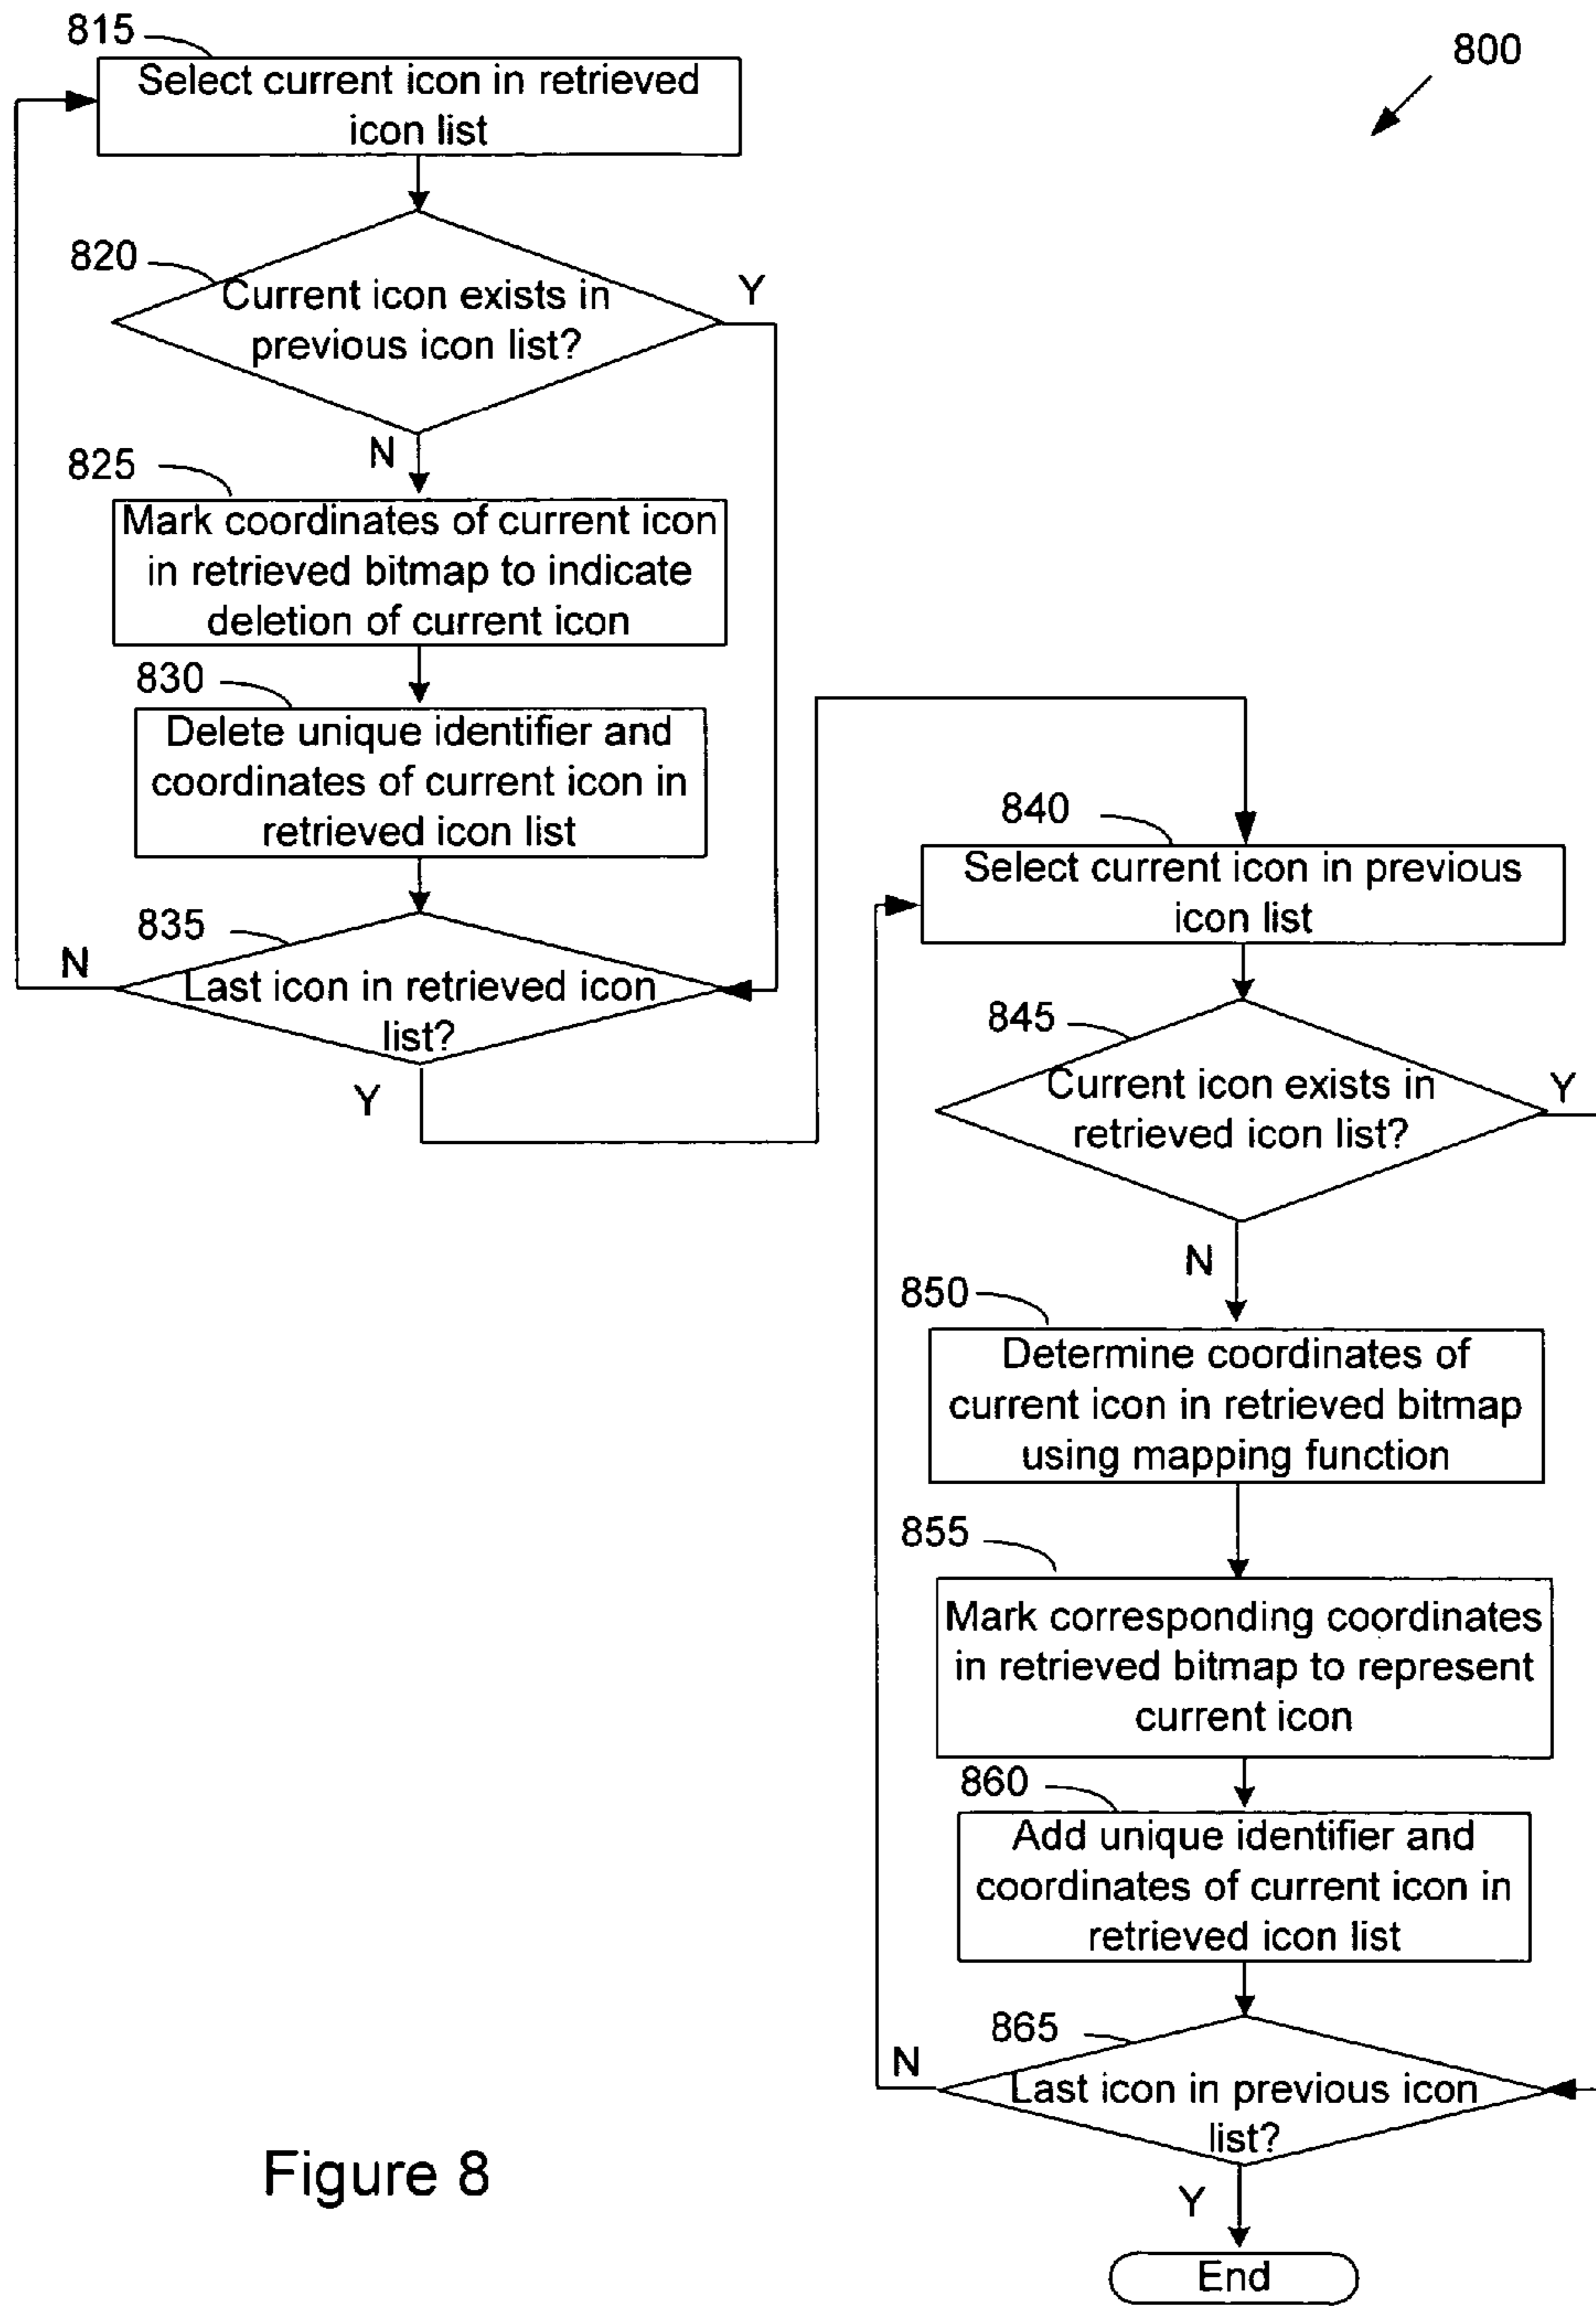 815
800
Select current icon in retrieved
icon list
820
Current icon exists in
previous icon list?
Y
N
825
Mark coordinates of current icon
in retrieved bitmap to indicate
deletion of current icon
830
Delete unique identifier and
coordinates of current icon in
retrieved icon list
835
N
Last icon in retrieved icon
list?
Y
840
Select current icon in previous
icon list
845
Current icon exists in
retrieved icon list?
Y
N
850
Determine coordinates of
current icon in retrieved bitmap
using mapping function
855
Mark corresponding coordinates
in retrieved bitmap to represent
current icon
860
Add unique identifier and
coordinates of current icon in
retrieved icon list
865
N
Last icon in previous icon
list?
Y
End
Figure 8